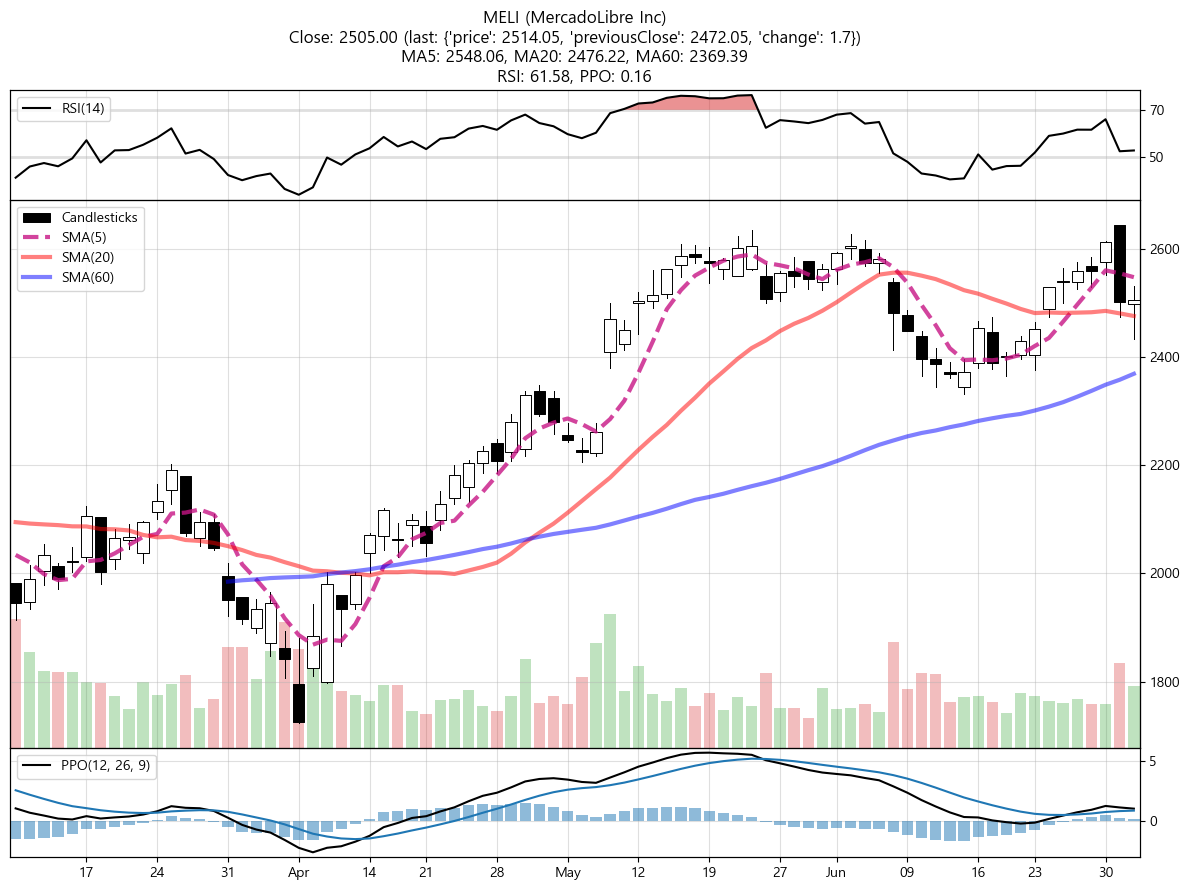 MELI (MercadoLibre Inc)
Close: 2505.00 (last: {'price': 2514.05, 'previousClose': 2472.05, 'change': 1.7})
MA5: 2548.06, MA20: 2476.22, MA60: 2369.39
RSI: 61.58, PPO: 0.16
RSI(14)
70
50
Candlesticks
SMA(5)
SMA(20)
SMA(60)
2600
2400
2200
2000
1800
PPO(12, 26, 9)
5
0
17 24 31 Apr 14 21 28 May 12 19 27 Jun 09 16 23 30